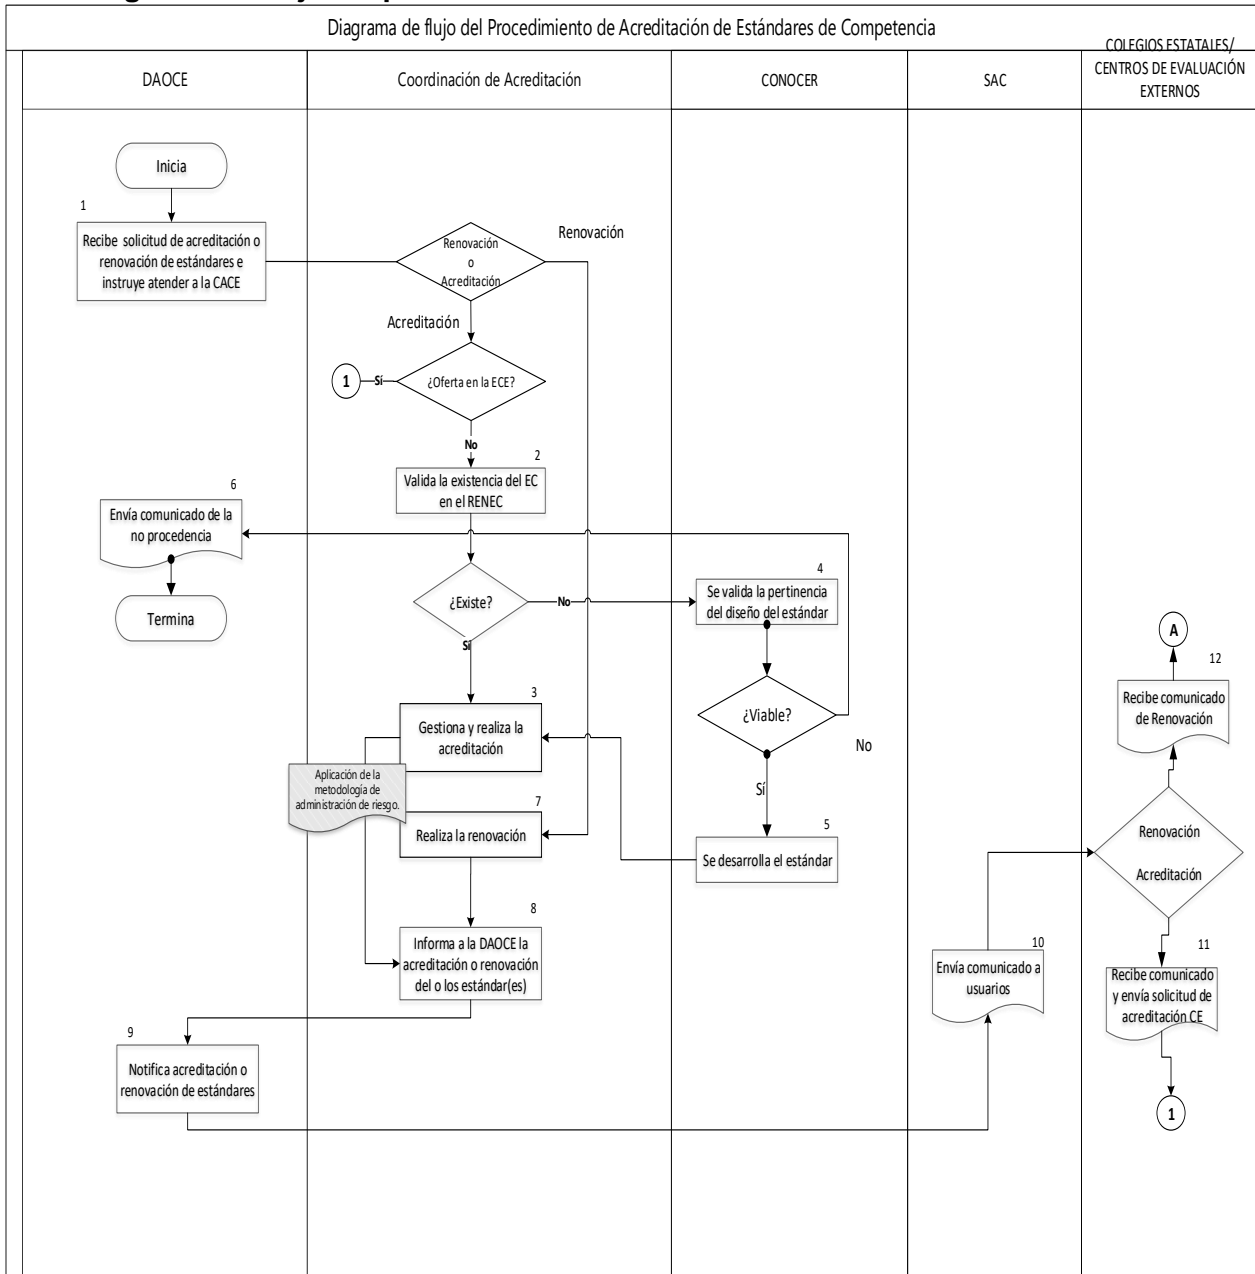 Diagrama de flujo del Procedimiento de Acreditación de Estándares de Competencia
DAOCE
Coordinación de Acreditación
CONOCER
SAC
COLEGIOS ESTATALES/
CENTROS DE EVALUACIÓN
EXTERNOS
Inicia
1
Recibe solicitud de acreditación o
renovación de estándares e
instruye atender a la CACE
Renovación
o
Acreditación
Renovación
Acreditación
1
Sí
¿Oferta en la ECE?
No
2
Valida la existencia del EC
en el RENEC
6
Envía comunicado de la
no procedencia
Termina
¿Existe?
No
Sí
4
Se valida la pertinencia
del diseño del estándar
¿Viable?
No
Sí
5
Se desarrolla el estándar
3
Gestiona y realiza la
acreditación
Aplicación de la
metodología de
administración de riesgo.
7
Realiza la renovación
8
Informa a la DAOCE la
acreditación o renovación
del o los estándar(es)
9
Notifica acreditación o
renovación de estándares
10
Envía comunicado a
usuarios
A
12
Recibe comunicado
de Renovación
Renovación
Acreditación
11
Recibe comunicado
y envía solicitud de
acreditación CE
1